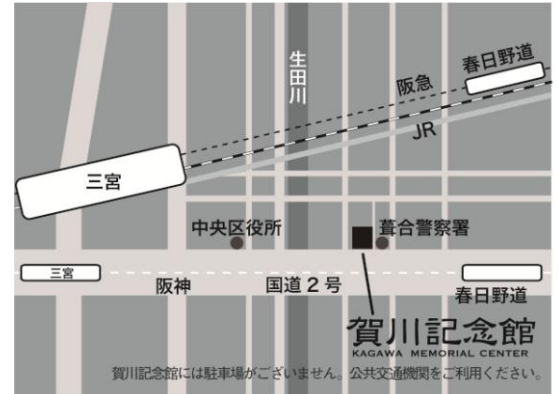 生田川
春日野道
阪急
JR
三宮
中央区役所
葺合警察署
三宮
阪神
国道2号
春日野道
賀川記念館
KAGAWA MEMORIAL CENTER
賀川記念館には駐車場がございません。公共交通機関をご利用ください。